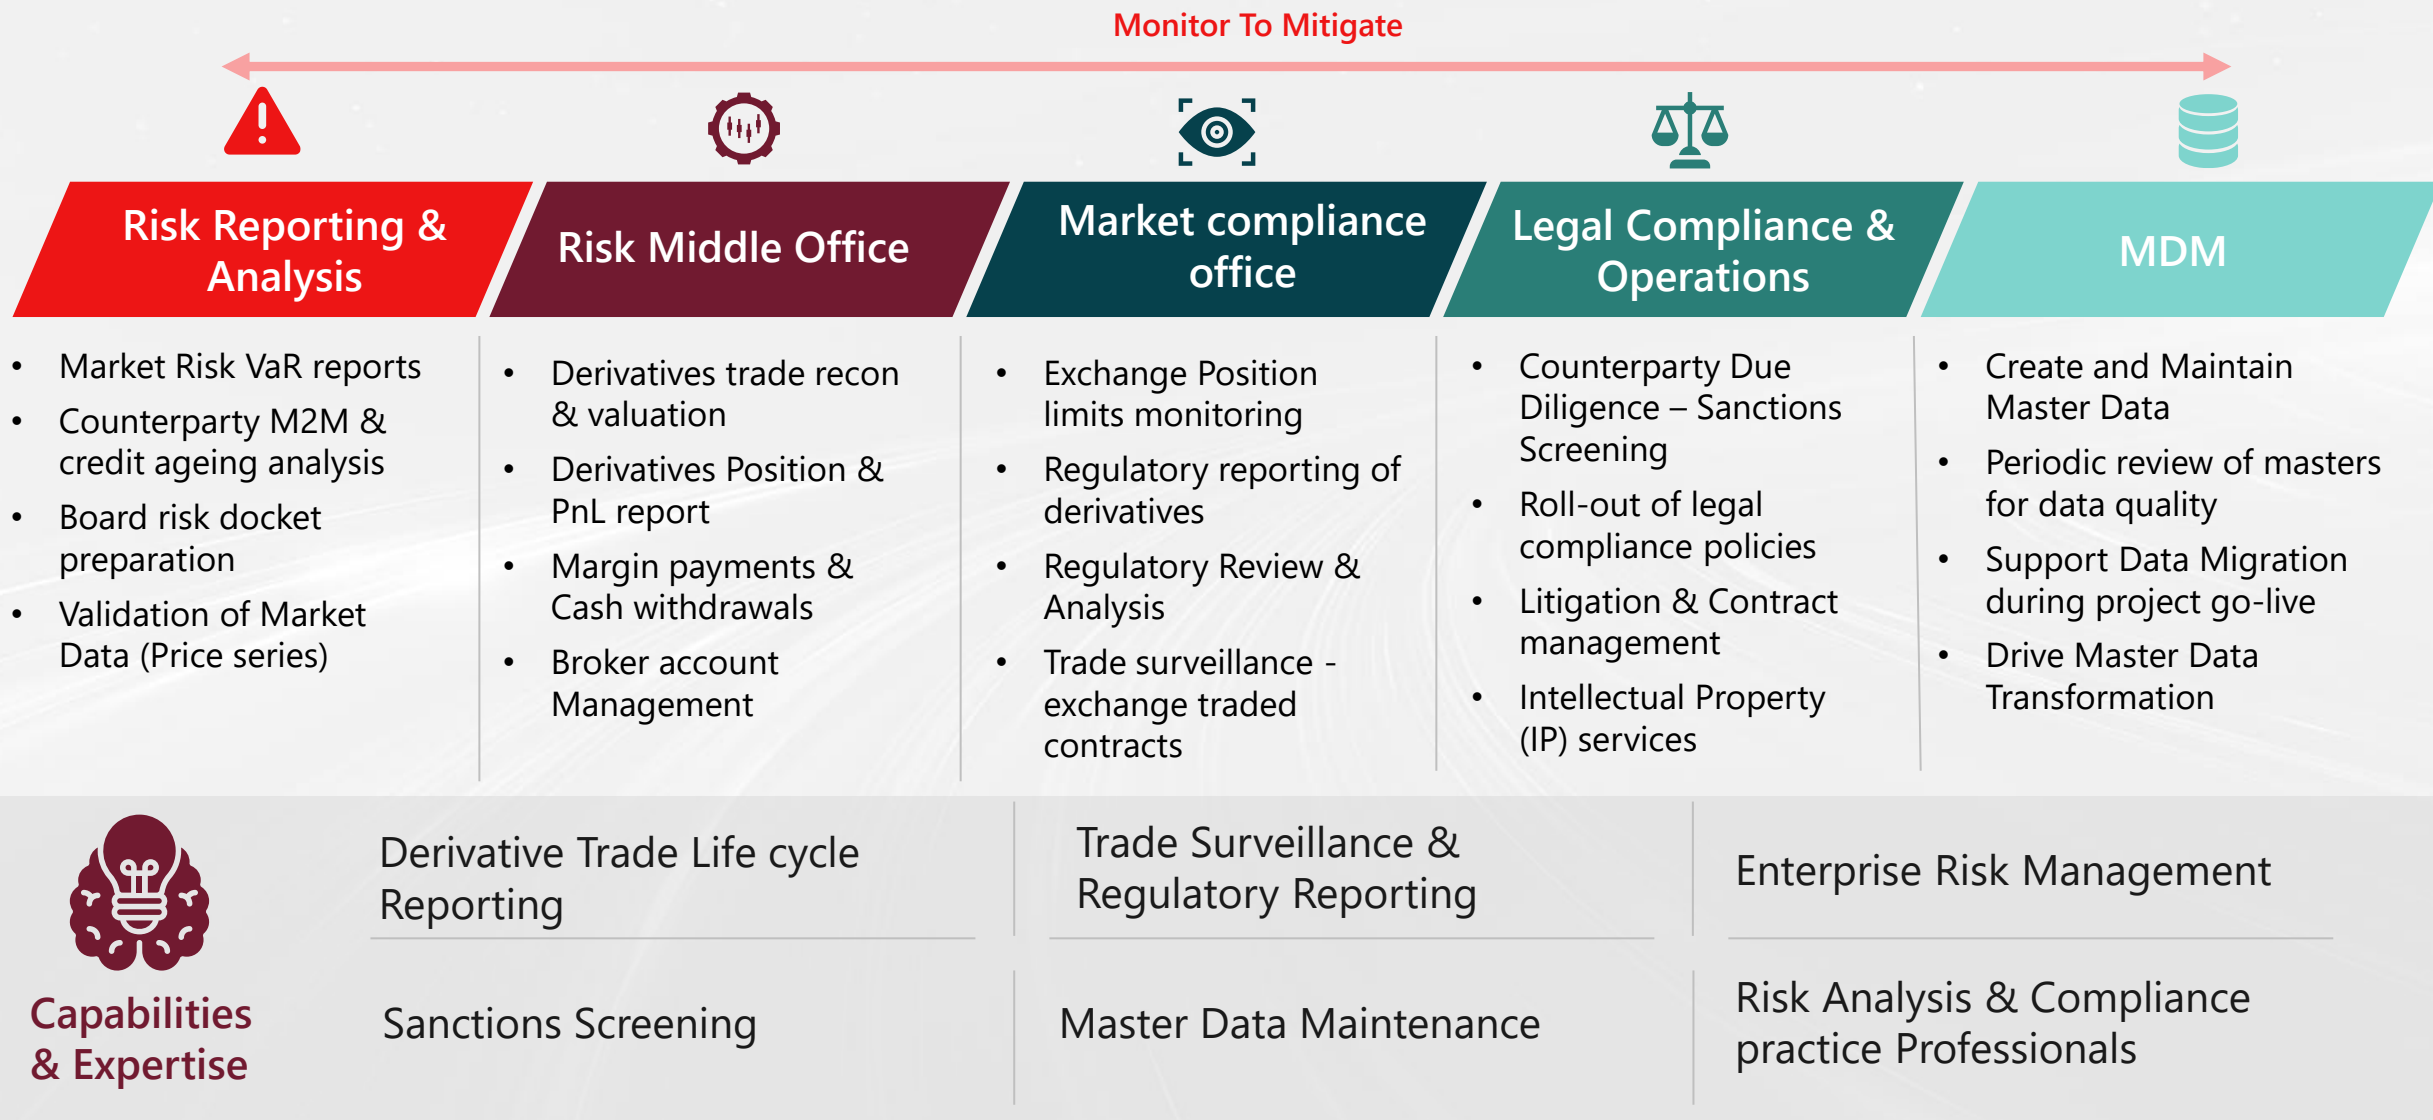 Monitor To Mitigate
Risk Reporting &
Analysis
Risk Middle Office
Market compliance
office
Legal Compliance &
Operations
MDM
• Market Risk VaR reports
• Counterparty M2M &
credit ageing analysis
• Board risk docket
preparation
• Validation of Market
Data (Price series)
• Derivatives trade recon
& valuation
• Derivatives Position &
PnL report
• Margin payments &
Cash withdrawals
• Broker account
Management
• Exchange Position
limits monitoring
• Regulatory reporting of
derivatives
• Regulatory Review &
Analysis
• Trade surveillance -
exchange traded
contracts
• Counterparty Due
Diligence – Sanctions
Screening
• Roll-out of legal
compliance policies
• Litigation & Contract
management
• Intellectual Property
(IP) services
• Create and Maintain
Master Data
• Periodic review of masters
for data quality
• Support Data Migration
during project go-live
• Drive Master Data
Transformation
Capabilities
& Expertise
Derivative Trade Life cycle
Reporting
Trade Surveillance &
Regulatory Reporting
Enterprise Risk Management
Sanctions Screening
Master Data Maintenance
Risk Analysis & Compliance
practice Professionals